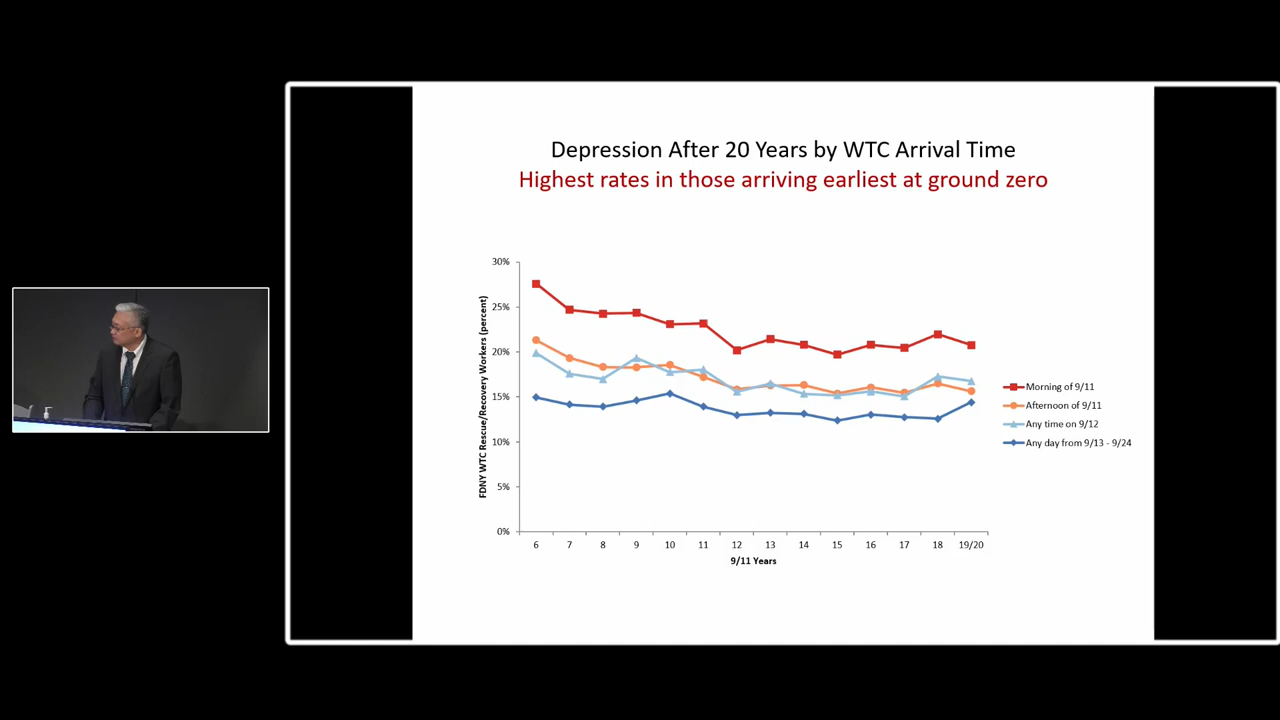 Depression After 20 Years by WTC Arrival Time
Highest rates in those arriving earliest at ground zero
FDNY WTC Rescue/Recovery Workers (percent)
30%
25%
20%
15%
10%
5%
0%
6 7 8 9 10 11 12 13 14 15 16 17 18 19/20
9/11 Years
Morning of 9/11
Afternoon of 9/11
Any time on 9/12
Any day from 9/13 - 9/24